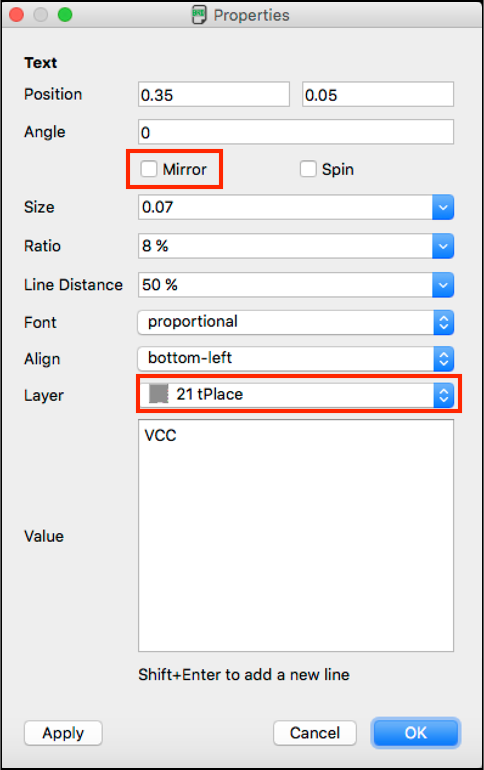 Properties
Text
Position 0.35 0.05
Angle 0
Mirror Spin
Size 0.07
Ratio 8 %
Line Distance 50 %
Font proportional
Align bottom-left
Layer 21 tPlace
VCC
Value
Shift+Enter to add a new line
Apply Cancel OK